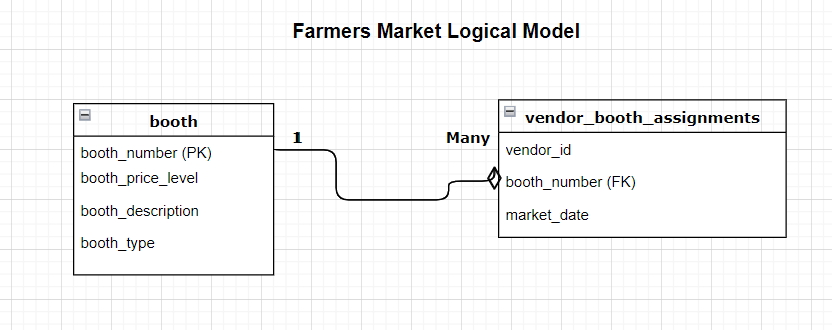 Farmers Market Logical Model
booth
booth_number (PK)
booth_price_level
booth_description
booth_type
1
Many
vendor_booth_assignments
vendor_id
booth_number (FK)
market_date